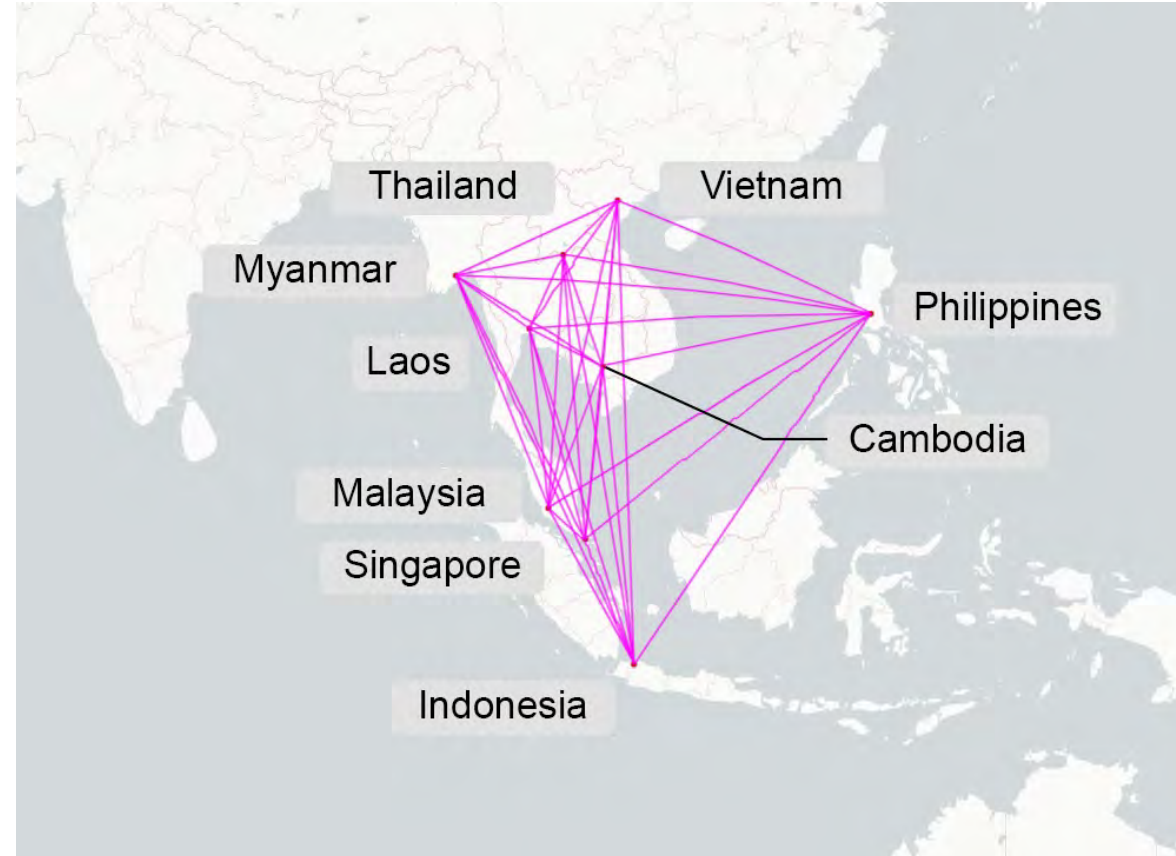 Thailand
Vietnam
Myanmar
Philippines
Laos
Cambodia
Malaysia
Singapore
Indonesia